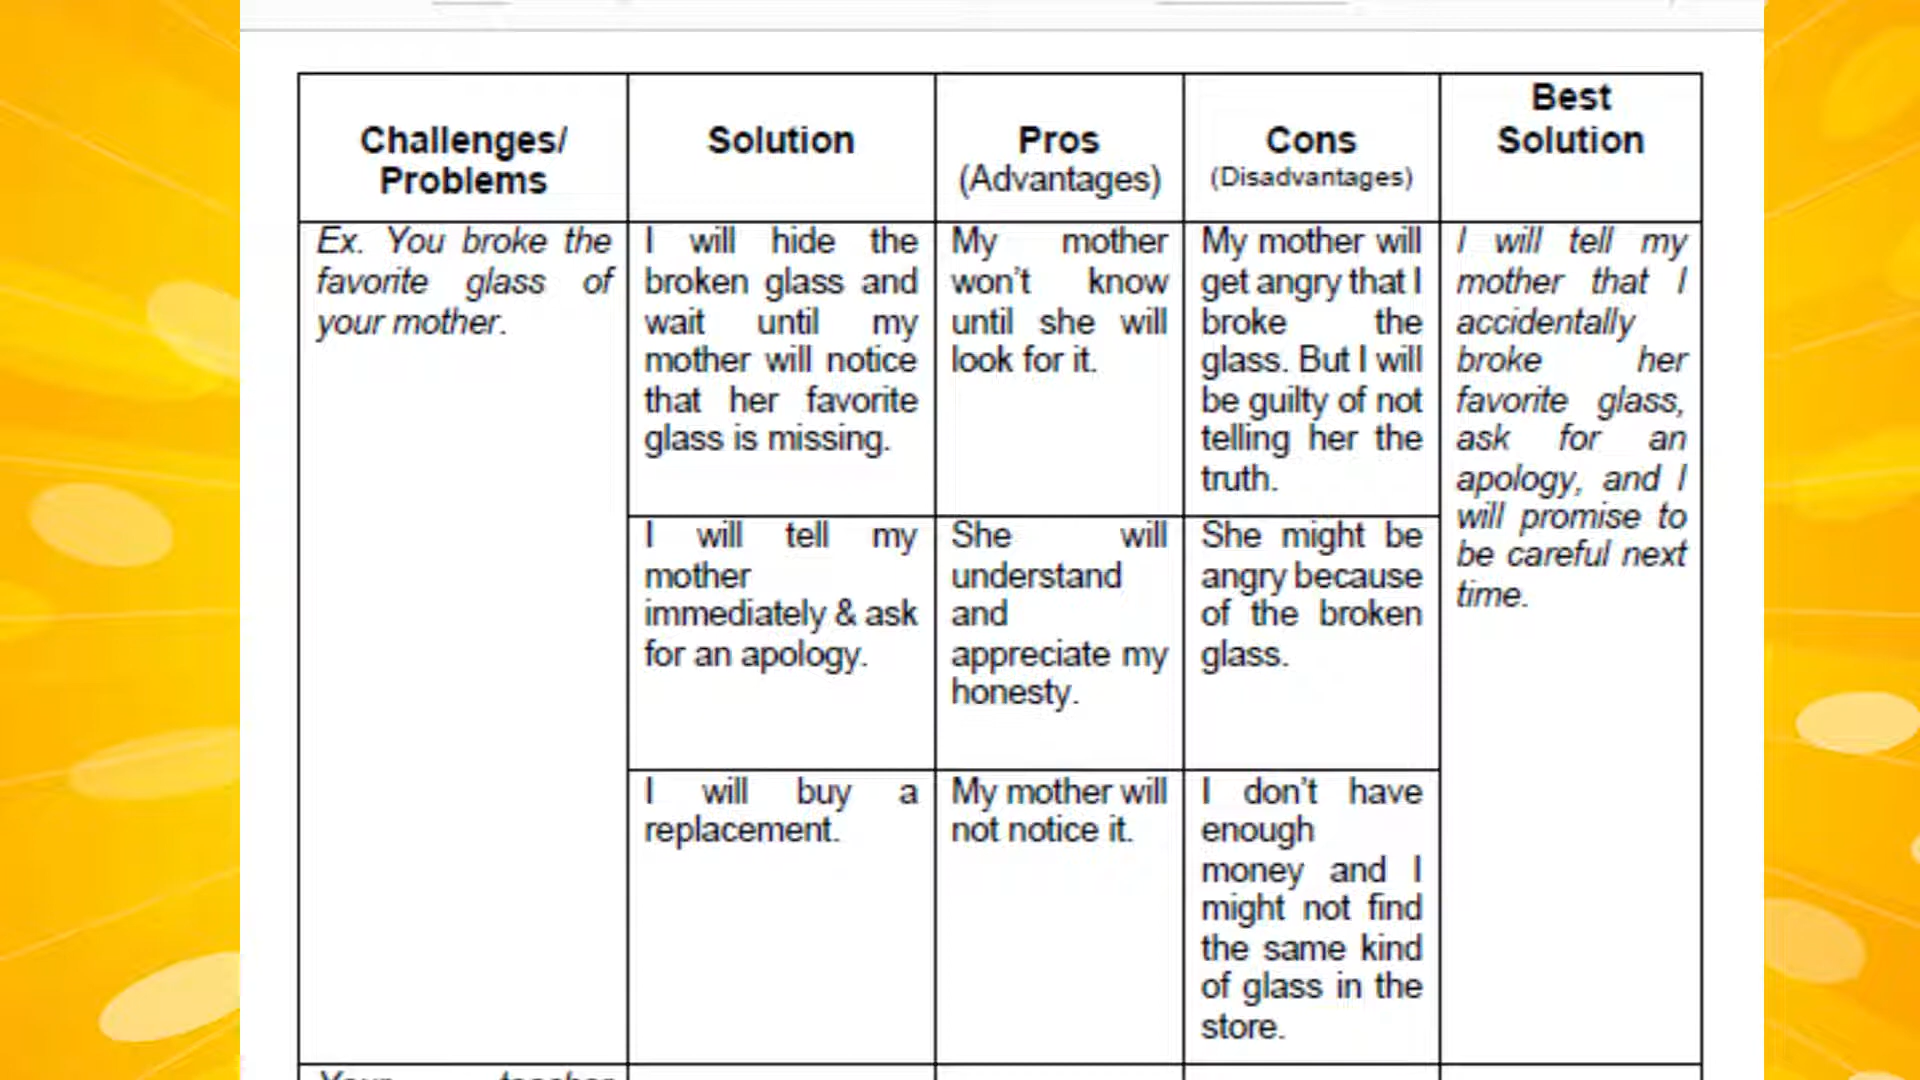 Challenges/
Problems
Solution
Pros
(Advantages)
Cons
(Disadvantages)
Best
Solution
Ex. You broke the
favorite glass of
your mother.
I will hide the
broken glass and
wait until my
mother will notice
that her favorite
glass is missing.
My mother
won't know
until she will
look for it.
My mother will
get angry that I
broke the
glass. But I will
be guilty of not
telling her the
truth.
I will tell my
mother that I
accidentally
broke her
favorite glass,
ask for an
apology, and I
will promise to
be careful next
time.
I will tell my
mother
immediately & ask
for an apology.
She will
understand
and
appreciate my
honesty.
She might be
angry because
of the broken
glass.
I will buy a
replacement.
My mother will
not notice it.
I don't have
enough
money and I
might not find
the same kind
of glass in the
store.
Your teacher